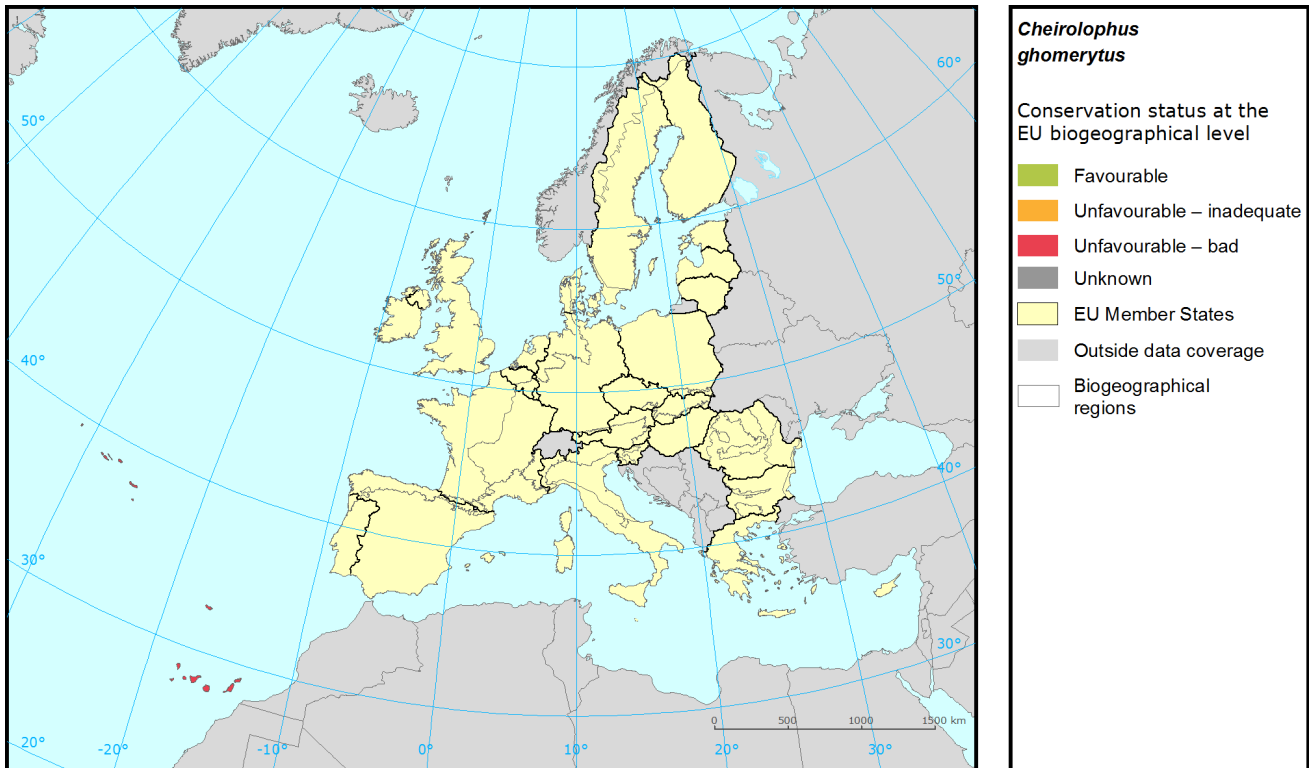 Cheirolophus
ghomerytus
Conservation status at the
EU biogeographical level
Favourable
Unfavourable – inadequate
Unfavourable – bad
Unknown
EU Member States
Outside data coverage
Biogeographical
regions
60°
50°
50°
40°
40°
30°
30°
0 500 1000 1500 km
20° -20° -10° 0° 10° 20° 30°